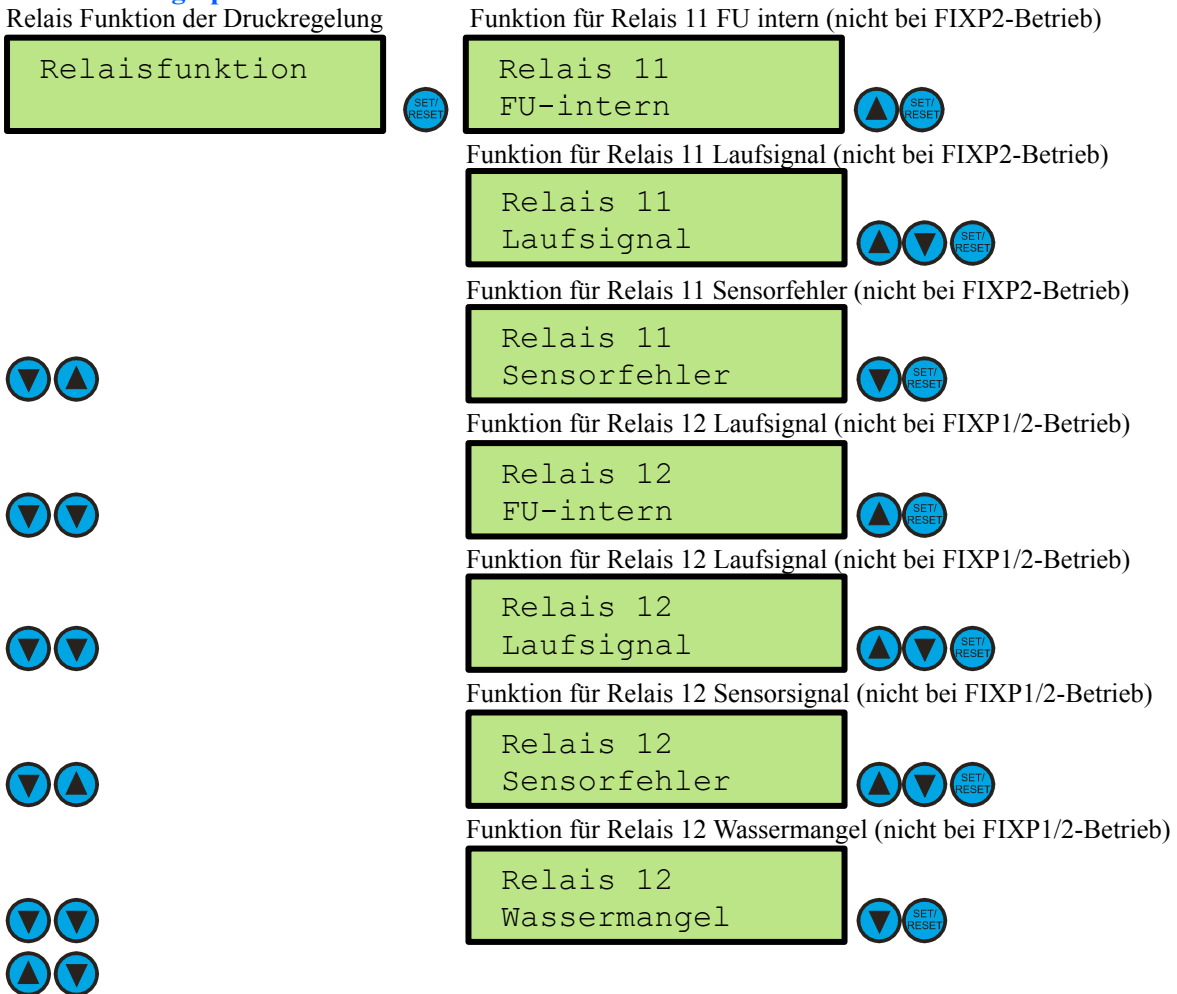 Relais Funktion der Druckregelung
Funktion für Relais 11 FU intern (nicht bei FIXP2-Betrieb)
Relaisfunktion
SET/
RESET
Relais 11
FU-intern
SET/
RESET
Funktion für Relais 11 Laufsignal (nicht bei FIXP2-Betrieb)
Relais 11
Laufsignal
SET/
RESET
Funktion für Relais 11 Sensorfehler (nicht bei FIXP2-Betrieb)
Relais 11
Sensorfehler
SET/
RESET
Funktion für Relais 12 Laufsignal (nicht bei FIXP1/2-Betrieb)
Relais 12
FU-intern
SET/
RESET
Funktion für Relais 12 Laufsignal (nicht bei FIXP1/2-Betrieb)
Relais 12
Laufsignal
SET/
RESET
Funktion für Relais 12 Sensorsignal (nicht bei FIXP1/2-Betrieb)
Relais 12
Sensorfehler
SET/
RESET
Funktion für Relais 12 Wassermangel (nicht bei FIXP1/2-Betrieb)
Relais 12
Wassermangel
SET/
RESET